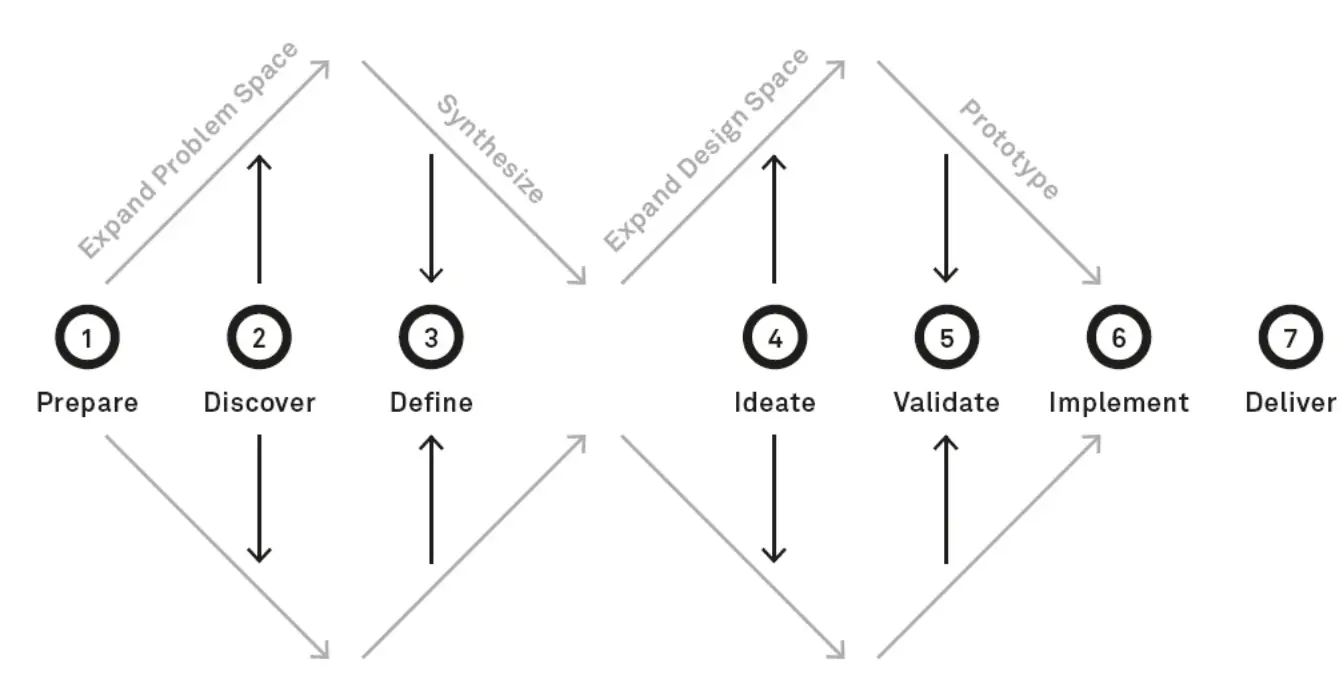 Expand Problem Space
Synthesize
Expand Design Space
Prototype
1
2
3
4
5
6
7
Prepare
Discover
Define
Ideate
Validate
Implement
Deliver